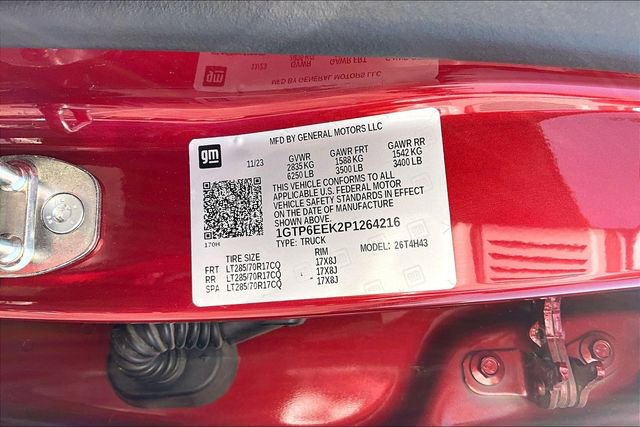 gm
MFD BY GENERAL MOTORS LLC
11/23
GVWR GAWR FRT GAWR RR
2835 KG 1588 KG 1542 KG
6250 LB 3500 LB 3400 LB
THIS VEHICLE CONFORMS TO ALL
APPLICABLE U.S. FEDERAL MOTOR
VEHICLE SAFETY STANDARDS IN EFFECT
ON THE DATE OF MANUFACTURE
SHOWN ABOVE.
1GTP6EEK2P1264216
170H
TYPE: TRUCK MODEL: 26T4H43
TIRE SIZE RIM
FRT LT285/70R17CQ 17X8J
RR LT285/70R17CQ 17X8J
SPA LT285/70R17CQ 17X8J